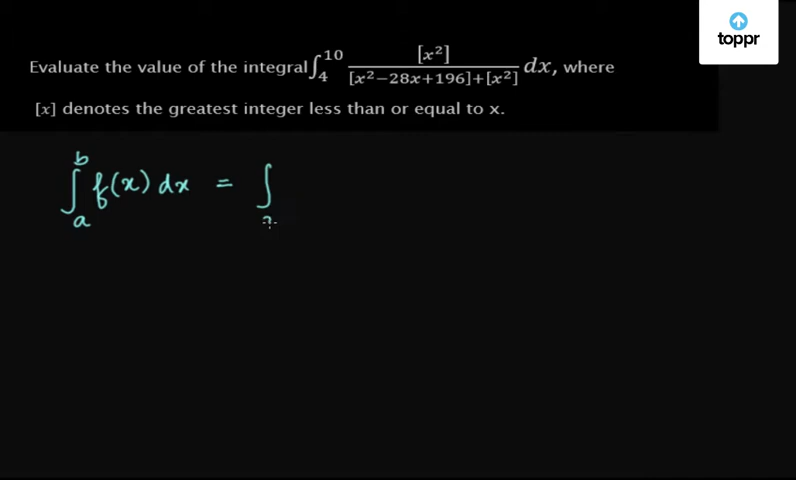 toppr
Evaluate the value of the integral ∫₄¹⁰ [x²]/([x²−28x+196]+[x²]) dx, where
[x] denotes the greatest integer less than or equal to x.
∫ₐᵇ f(x) dx = ∫